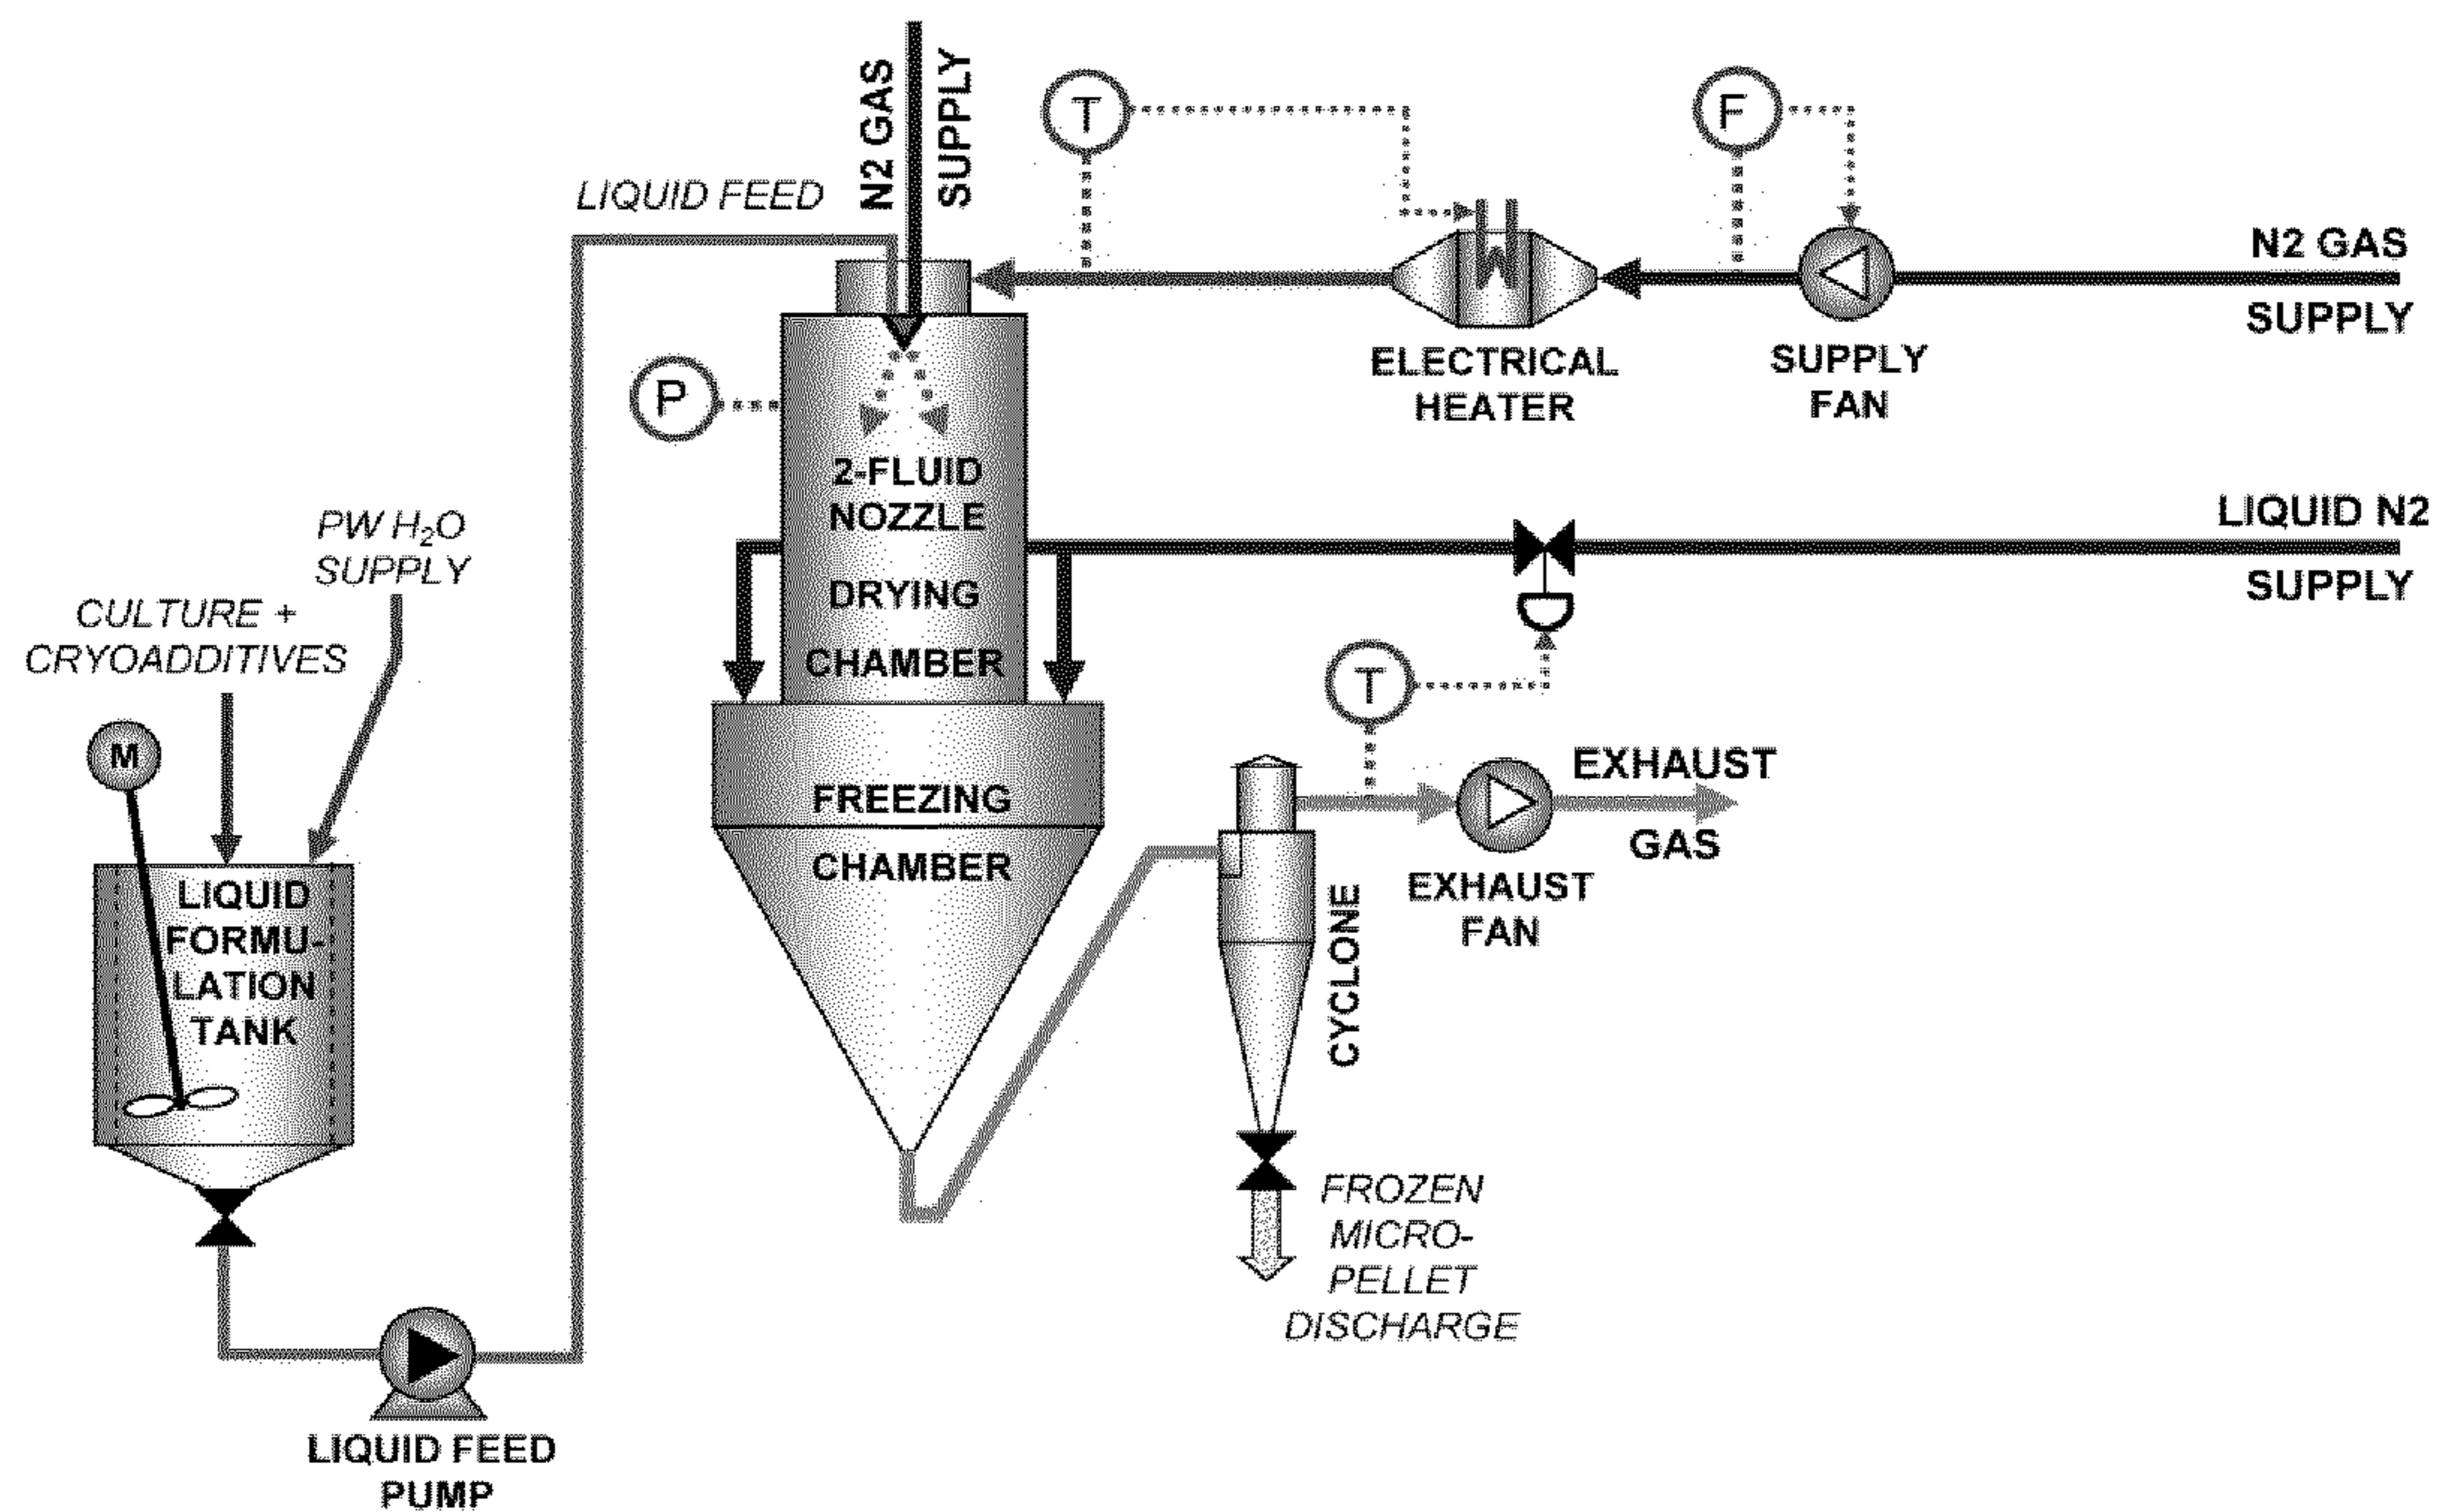 N2 GAS
SUPPLY
T
F
LIQUID FEED
N2 GAS
SUPPLY
ELECTRICAL
HEATER
SUPPLY
FAN
P
2-FLUID
NOZZLE
DRYING
CHAMBER
LIQUID N2
SUPPLY
PW H₂O
SUPPLY
CULTURE +
CRYOADDITIVES
T
M
FREEZING
CHAMBER
EXHAUST
GAS
EXHAUST
FAN
CYCLONE
LIQUID
FORMU-
LATION
TANK
FROZEN
MICRO-
PELLET
DISCHARGE
LIQUID FEED
PUMP